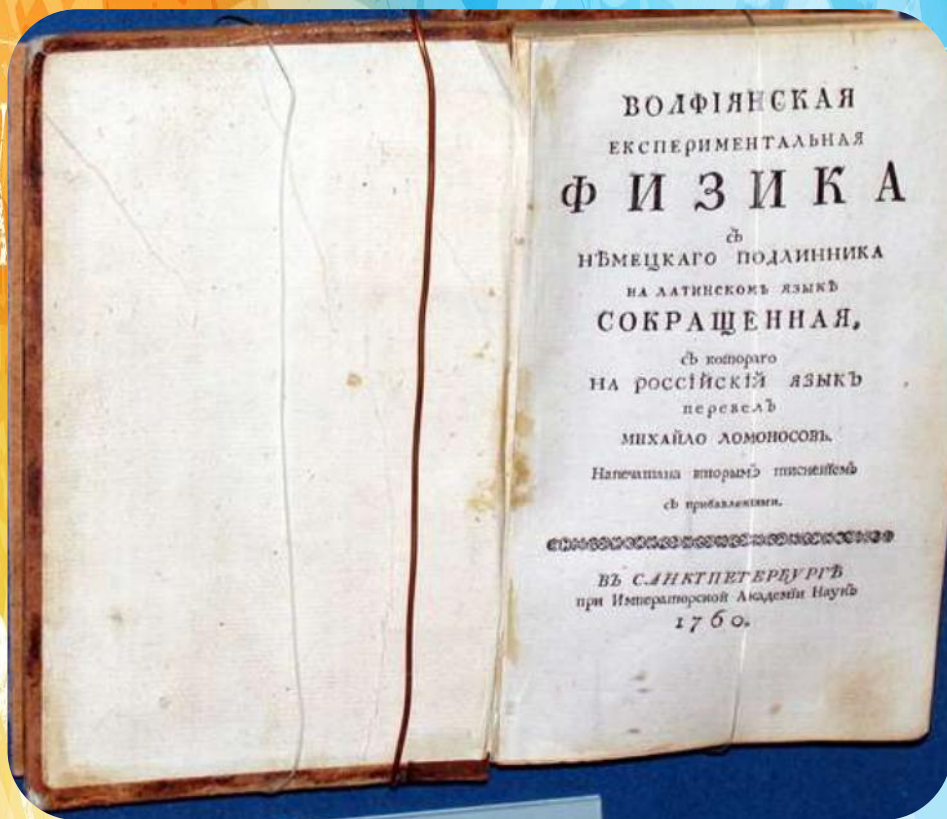 ВОЛФІЯНСКАЯ
ЕКСПЕРИМЕНТАЛЬНАЯ
ФИЗИКА
съ
НѢМЕЦКАГО ПОДЛИННИКА
НА ЛАТИНСКОМЪ ЯЗЫКѢ
СОКРАЩЕННАЯ,
съ котораго
НА РОССІЙСКІЙ ЯЗЫКЪ
перевелъ
МИХАЙЛО ЛОМОНОСОВЪ.
Напечатана вторымъ тиснениемъ
съ прибавленіями.
ВЪ САНКТПЕТЕРБУРГѢ
при Императорской Академіи Наукъ
1760.